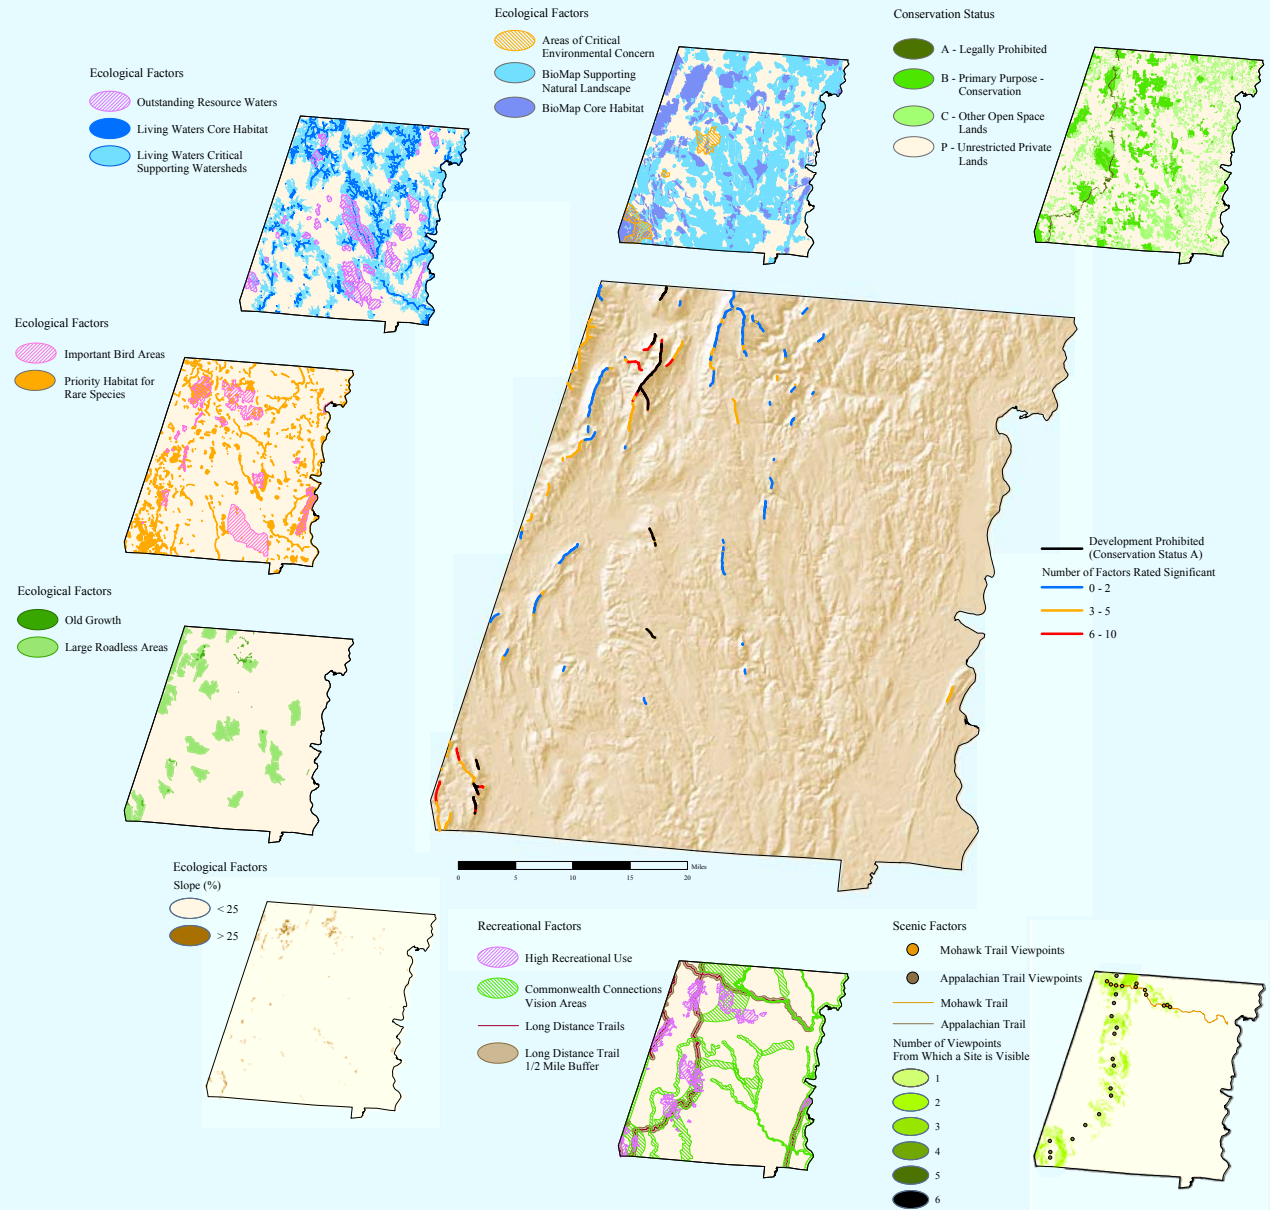 Ecological Factors
Areas of Critical
Environmental Concern
BioMap Supporting
Natural Landscape
BioMap Core Habitat
Conservation Status
A - Legally Prohibited
B - Primary Purpose -
Conservation
C - Other Open Space
Lands
P - Unrestricted Private
Lands
Ecological Factors
Outstanding Resource Waters
Living Waters Core Habitat
Living Waters Critical
Supporting Watersheds
Ecological Factors
Important Bird Areas
Priority Habitat for
Rare Species
Development Prohibited
(Conservation Status A)
Number of Factors Rated Significant
0 - 2
3 - 5
6 - 10
Ecological Factors
Old Growth
Large Roadless Areas
Miles
0 5 10 15 20
Ecological Factors
Slope (%)
< 25
> 25
Recreational Factors
High Recreational Use
Commonwealth Connections
Vision Areas
Long Distance Trails
Long Distance Trail
1/2 Mile Buffer
Scenic Factors
Mohawk Trail Viewpoints
Appalachian Trail Viewpoints
Mohawk Trail
Appalachian Trail
Number of Viewpoints
From Which a Site is Visible
1
2
3
4
5
6